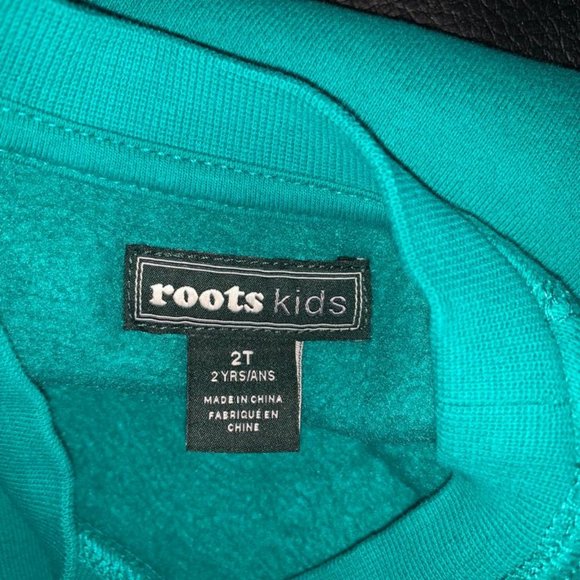 roots kids
2T
2 YRS/ANS
MADE IN CHINA
FABRIQUÉ EN
CHINE